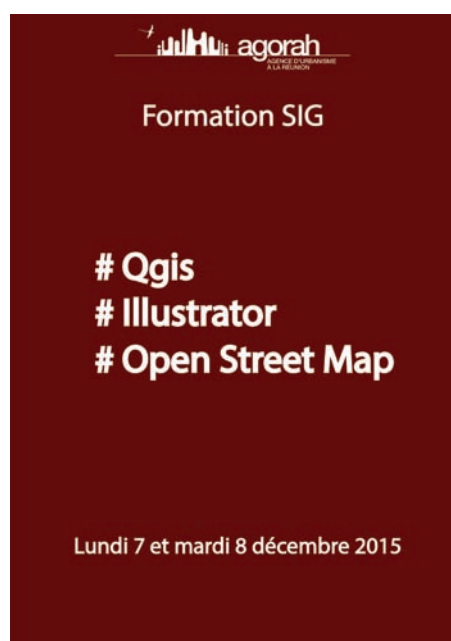 agorah
AGENCE D'URBANISME
À LA RÉUNION
Formation SIG
# Qgis
# Illustrator
# Open Street Map
Lundi 7 et mardi 8 décembre 2015